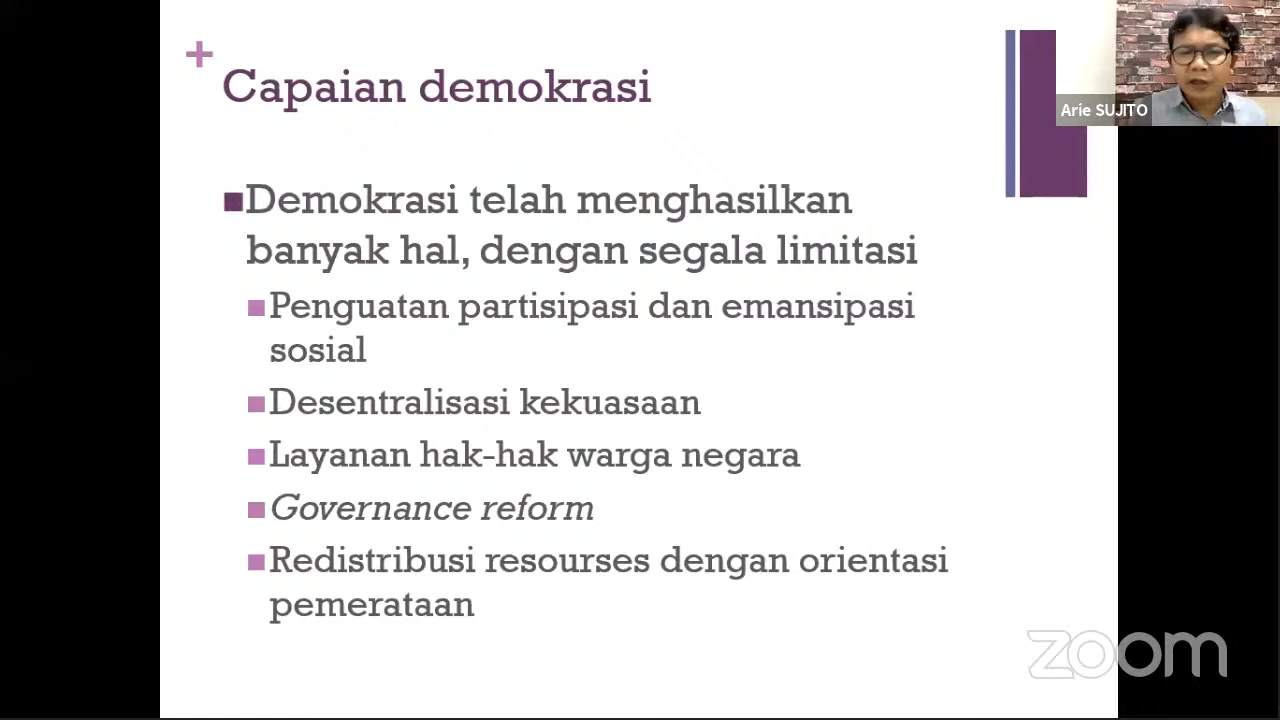 +
Capaian demokrasi
Arie SUJITO
Demokrasi telah menghasilkan
banyak hal, dengan segala limitasi
Penguatan partisipasi dan emansipasi
sosial
Desentralisasi kekuasaan
Layanan hak-hak warga negara
Governance reform
Redistribusi resourses dengan orientasi
pemerataan
zoom